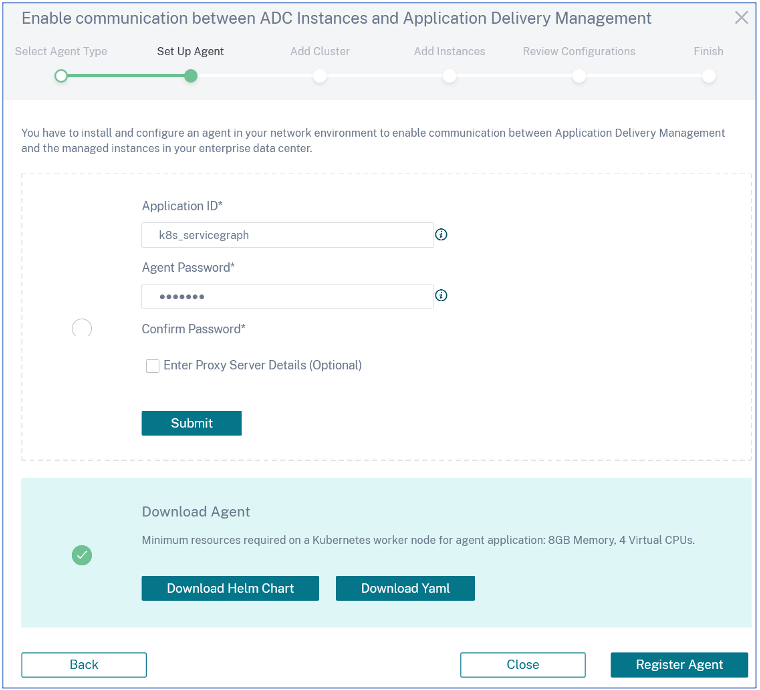 Enable communication between ADC Instances and Application Delivery Management
Select Agent Type
Set Up Agent
Add Cluster
Add Instances
Review Configurations
Finish
You have to install and configure an agent in your network environment to enable communication between Application Delivery Management
and the managed instances in your enterprise data center.
Application ID*
k8s_servicegraph
Agent Password*
•••••••
Confirm Password*
Enter Proxy Server Details (Optional)
Submit
Download Agent
Minimum resources required on a Kubernetes worker node for agent application: 8GB Memory, 4 Virtual CPUs.
Download Helm Chart
Download Yaml
Back
Close
Register Agent